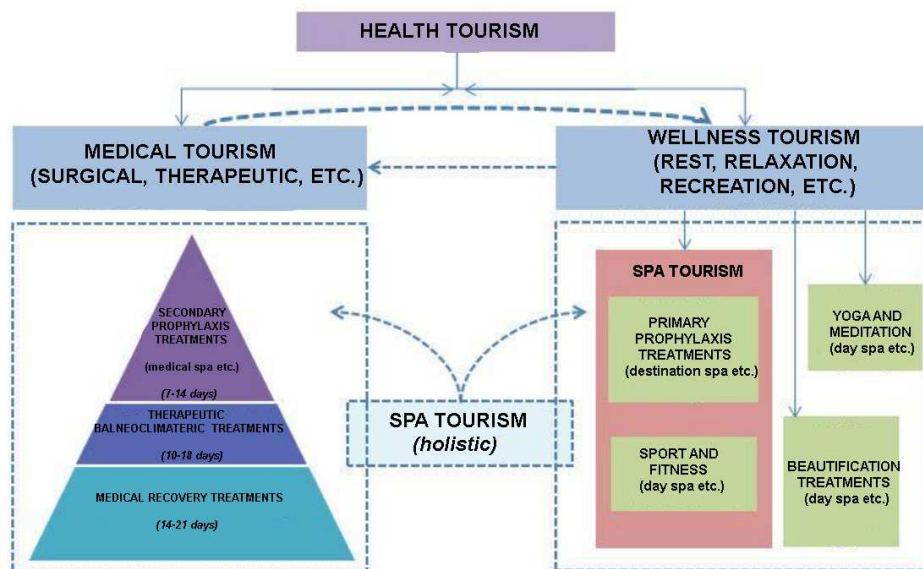 HEALTH TOURISM
MEDICAL TOURISM
(SURGICAL, THERAPEUTIC, ETC.)
WELLNESS TOURISM
(REST, RELAXATION,
RECREATION, ETC.)
SECONDARY
PROPHYLAXIS
TREATMENTS
(medical spa etc.)
(7-14 days)
THERAPEUTIC
BALNEOCLIMATERIC TREATMENTS
(10-18 days)
MEDICAL RECOVERY TREATMENTS
(14-21 days)
SPA TOURISM
(holistic)
SPA TOURISM
PRIMARY
PROPHYLAXIS
TREATMENTS
(destination spa etc.)
SPORT AND
FITNESS
(day spa etc.)
YOGA AND
MEDITATION
(day spa etc.)
BEAUTIFICATION
TREATMENTS
(day spa etc.)